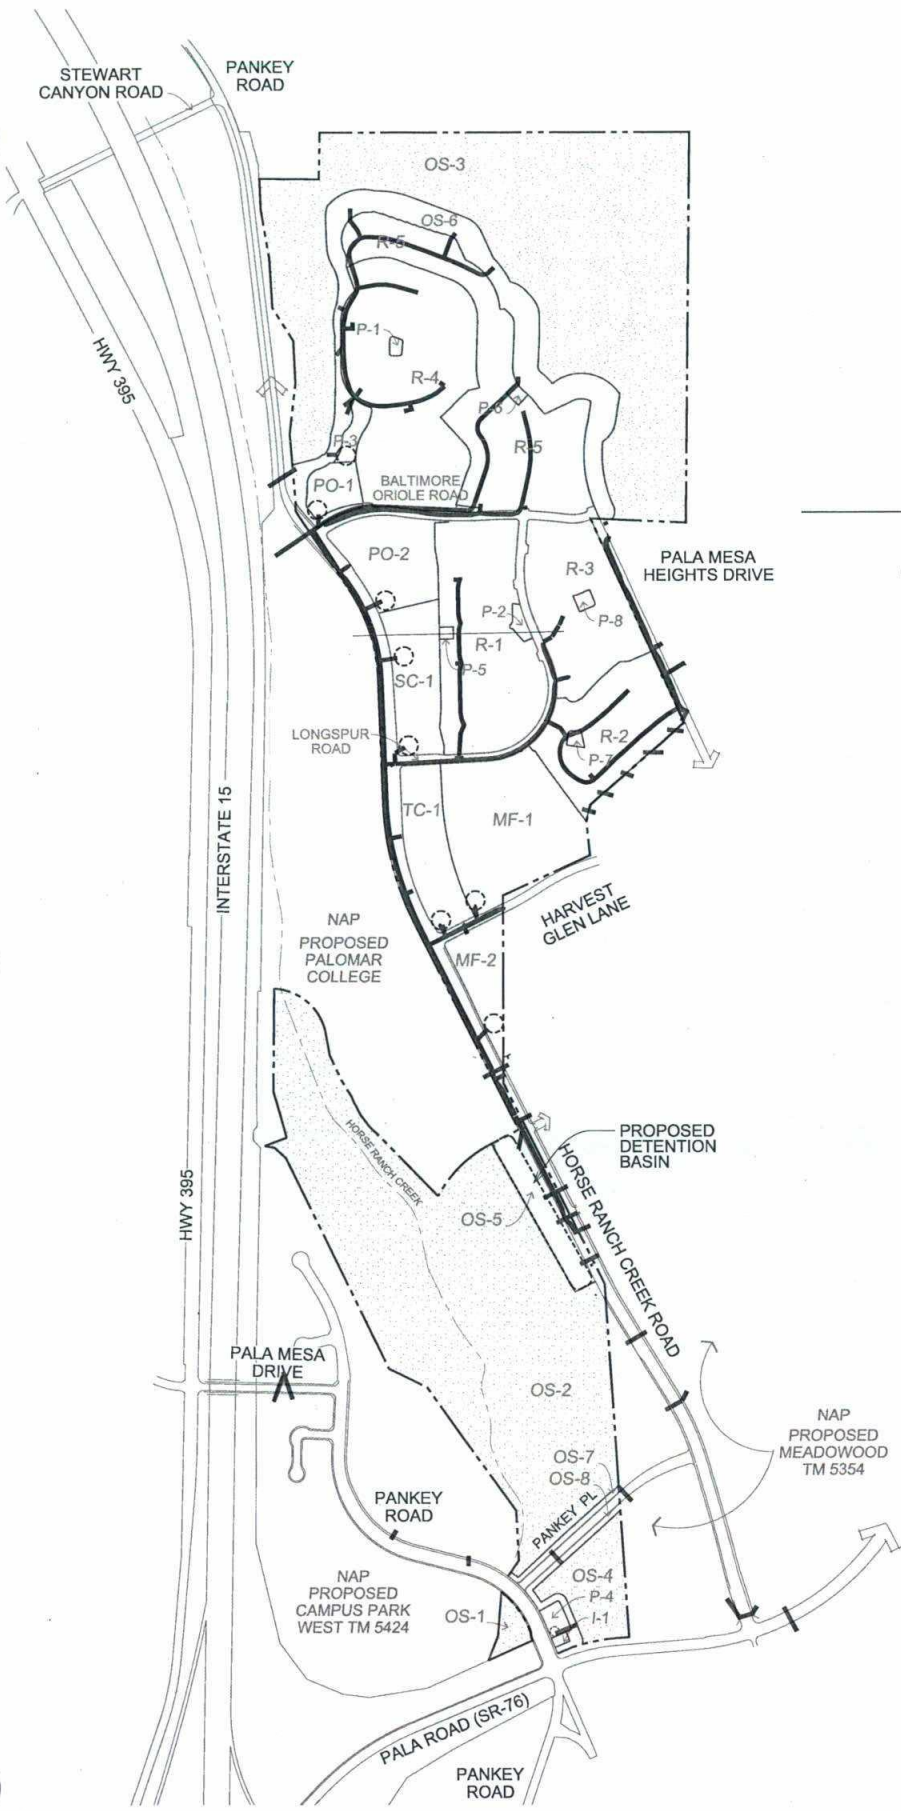 STEWART
CANYON ROAD
PANKEY
ROAD
OS-3
OS-6
R-5
HWY 395
P-1
R-4
P-6
P-3
R-5
PO-1
BALTIMORE
ORIOLE ROAD
PO-2
PALA MESA
HEIGHTS DRIVE
R-3
P-2
P-8
R-1
P-5
SC-1
LONGSPUR
ROAD
R-2
P-7
TC-1
MF-1
INTERSTATE 15
HARVEST
GLEN LANE
NAP
PROPOSED
PALOMAR
COLLEGE
MF-2
HORSE RANCH CREEK
PROPOSED
DETENTION
BASIN
HWY 395
OS-5
HORSE RANCH CREEK ROAD
PALA MESA
DRIVE
OS-2
NAP
PROPOSED
MEADOWOOD
TM 5354
OS-7
OS-8
PANKEY PL
PANKEY
ROAD
NAP
PROPOSED
CAMPUS PARK
WEST TM 5424
OS-4
P-4
OS-1
I-1
PALA ROAD (SR-76)
PANKEY
ROAD